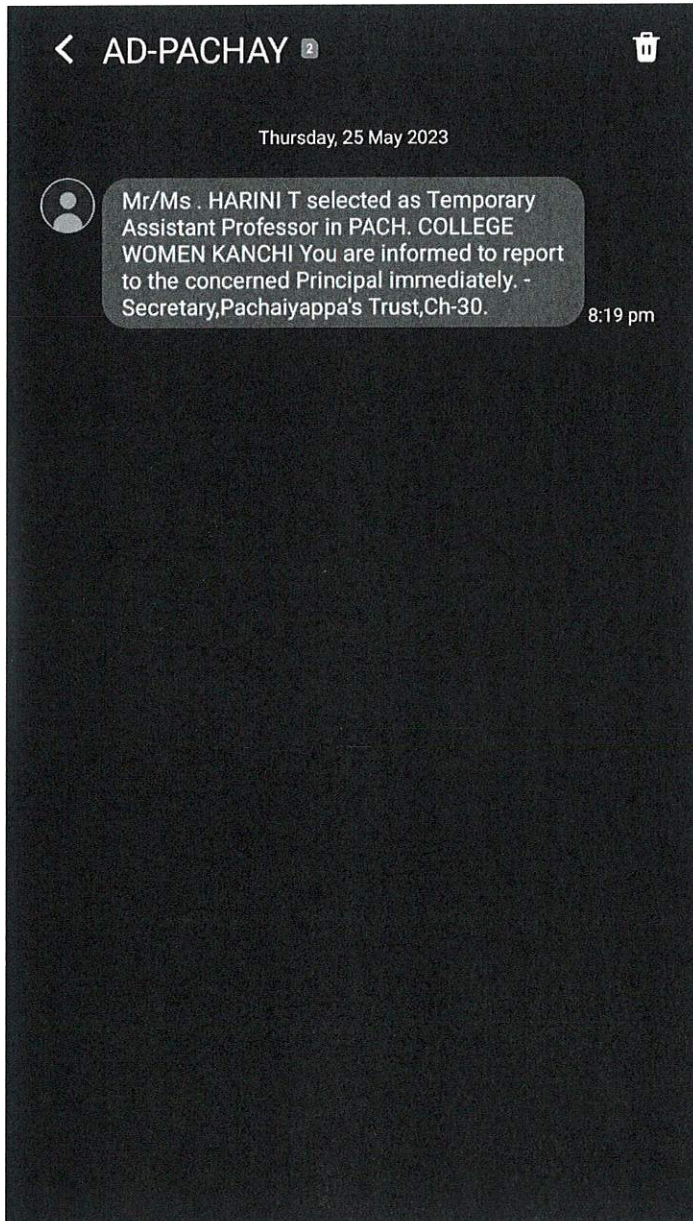 AD-PACHAY 2
Thursday, 25 May 2023
Mr/Ms . HARINI T selected as Temporary
Assistant Professor in PACH. COLLEGE
WOMEN KANCHI You are informed to report
to the concerned Principal immediately. -
Secretary,Pachaiyappa's Trust,Ch-30.
8:19 pm